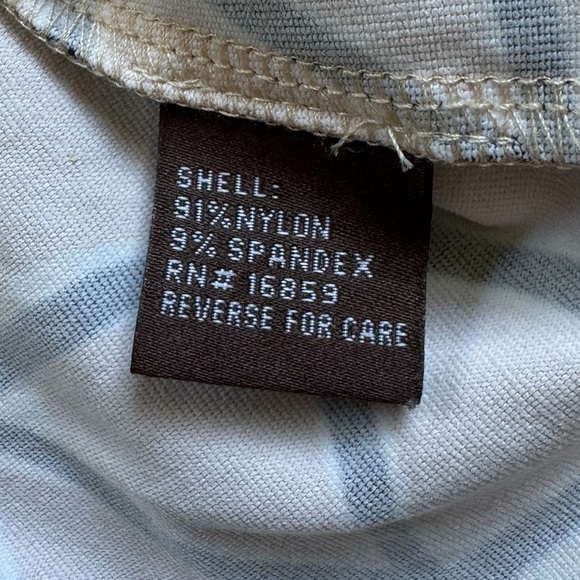 SHELL:
91% NYLON
9% SPANDEX
RN# 16859
REVERSE FOR CARE